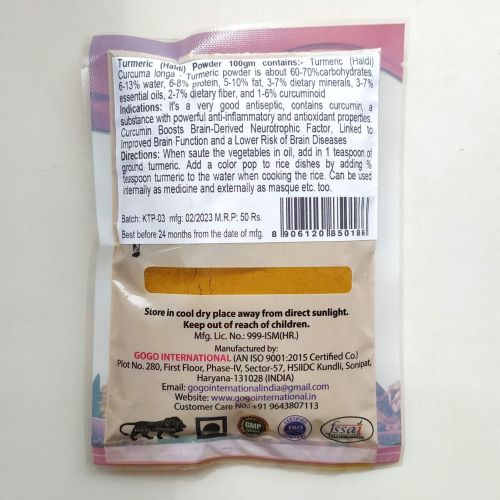 Turmeric (Haldi) Powder 100gm contains:- Turmeric (Haldi)
Curcuma longa - Turmeric powder is about 60-70%carbohydrates,
6-13% water, 6-8% protein, 5-10% fat, 3-7% dietary minerals, 3-7%
essential oils, 2-7% dietary fiber, and 1-6% curcuminoid
Indications: It's a very good antiseptic, contains curcumin, a
substance with powerful anti-inflammatory and antioxidant properties.
Curcumin Boosts Brain-Derived Neurotrophic Factor, Linked to
Improved Brain Function and a Lower Risk of Brain Diseases
Directions: When saute the vegetables in oil, add in 1 teaspoon of
ground turmeric. Add a color pop to rice dishes by adding ¼
teaspoon turmeric to the water when cooking the rice. Can be used
internally as medicine and externally as masque etc. too.
Batch: KTP-03 mfg: 02/2023 M.R.P: 50 Rs.
Best before 24 months from the date of mfg.
8 906120 850186
Store in cool dry place away from direct sunlight.
Keep out of reach of children.
Mfg. Lic. No.: 999-ISM(HR.)
Manufactured by:
GOGO INTERNATIONAL (AN ISO 9001:2015 Certified Co.)
Plot No. 280, First Floor, Phase-IV, Sector-57, HSIIDC Kundli, Sonipat,
Haryana-131028 (INDIA)
Email: gogointernational@gmail.com
Website: www.gogointernational.in
Customer Care No.: +91 9643807113
GMP
ISO
fssai